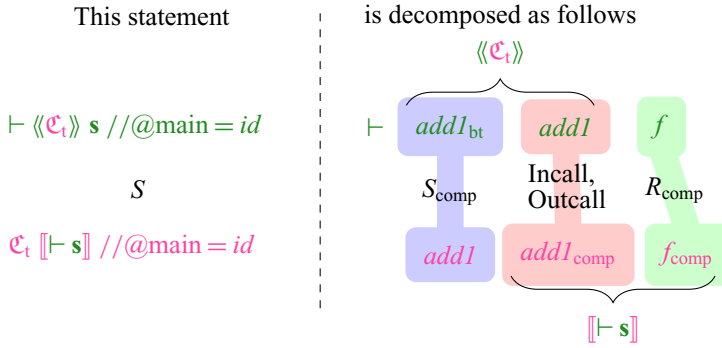 This statement
⊢ ⟪ℭt⟫ s //@main = id
S
ℭt ⟦⊢ s⟧ //@main = id
is decomposed as follows
⟪ℭt⟫
⊢ add1bt add1 f
Scomp Incall, Outcall Rcomp
add1 add1comp fcomp
⟦⊢ s⟧